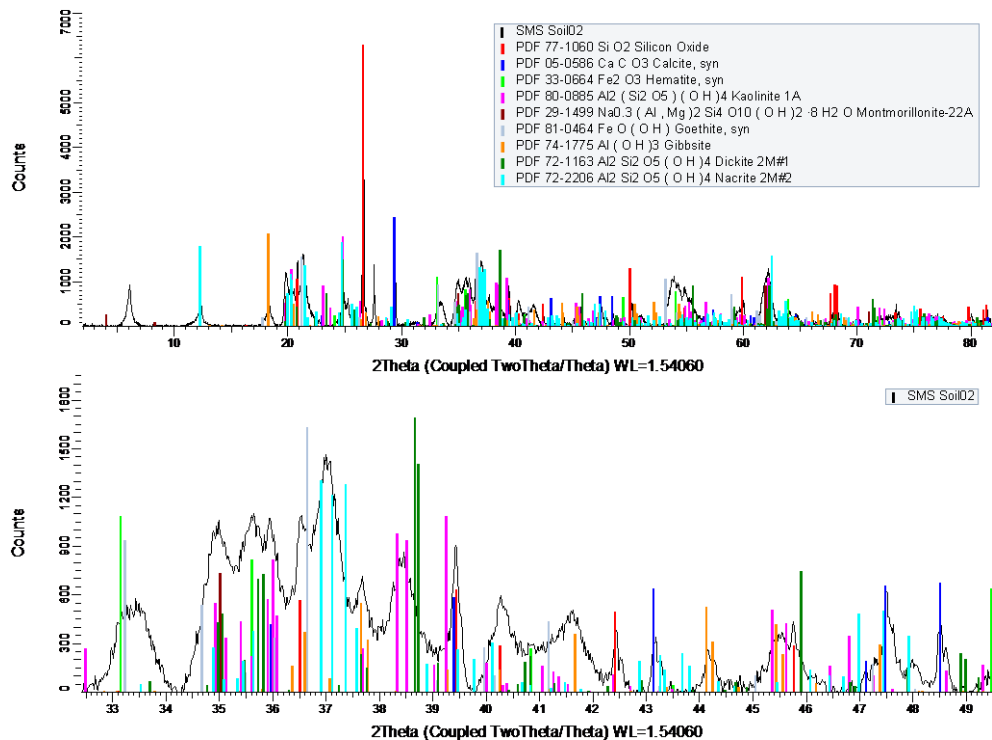 7000
6000
5000
4000
3000
2000
1000
0
Counts
SMS Soil02
PDF 77-1060 Si O2 Silicon Oxide
PDF 05-0586 Ca C O3 Calcite, syn
PDF 33-0664 Fe2 O3 Hematite, syn
PDF 80-0885 Al2 ( Si2 O5 ) ( O H )4 Kaolinite 1A
PDF 29-1499 Na0.3 ( Al , Mg )2 Si4 O10 ( O H )2 ·8 H2 O Montmorillonite-22A
PDF 81-0464 Fe O ( O H ) Goethite, syn
PDF 74-1775 Al ( O H )3 Gibbsite
PDF 72-1163 Al2 Si2 O5 ( O H )4 Dickite 2M#1
PDF 72-2206 Al2 Si2 O5 ( O H )4 Nacrite 2M#2
10 20 30 40 50 60 70 80
2Theta (Coupled TwoTheta/Theta) WL=1.54060
1800
1500
1200
900
600
300
0
Counts
SMS Soil02
33 34 35 36 37 38 39 40 41 42 43 44 45 46 47 48 49
2Theta (Coupled TwoTheta/Theta) WL=1.54060